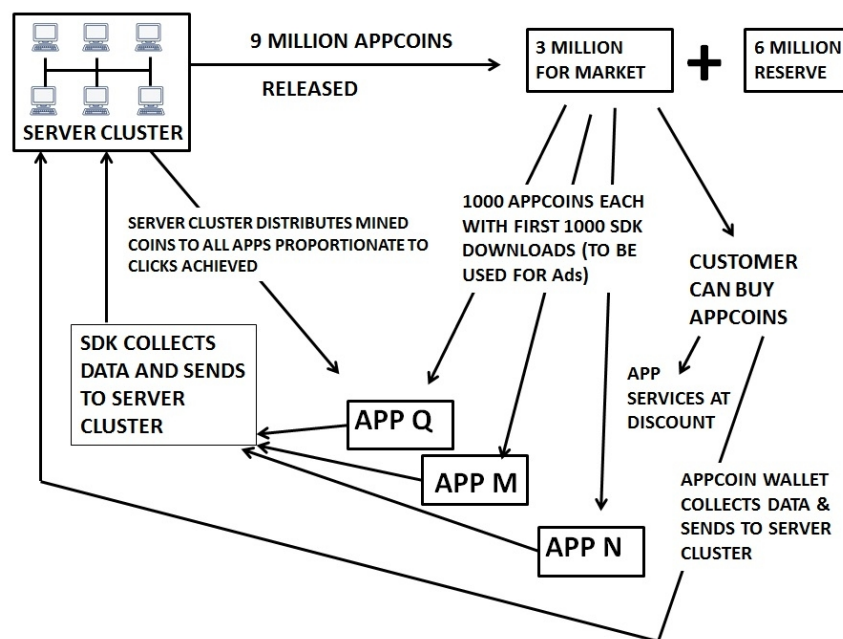 9 MILLION APPCOINS
RELEASED
3 MILLION
FOR MARKET
+
6 MILLION
RESERVE
SERVER CLUSTER
SERVER CLUSTER DISTRIBUTES MINED
COINS TO ALL APPS PROPORTIONATE TO
CLICKS ACHIEVED
1000 APPCOINS EACH
WITH FIRST 1000 SDK
DOWNLOADS (TO BE
USED FOR Ads)
CUSTOMER
CAN BUY
APPCOINS
SDK COLLECTS
DATA AND SENDS
TO SERVER
CLUSTER
APP
SERVICES AT
DISCOUNT
APP Q
APP M
APP N
APPCOIN WALLET
COLLECTS DATA &
SENDS TO SERVER
CLUSTER